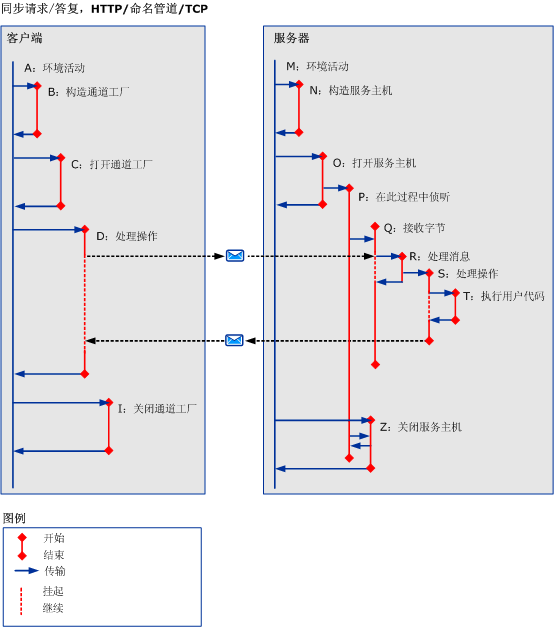 同步请求/答复，HTTP/命名管道/TCP
客户端
A：环境活动
B：构造通道工厂
C：打开通道工厂
D：处理操作
I：关闭通道工厂
服务器
M：环境活动
N：构造服务主机
O：打开服务主机
P：在此过程中侦听
Q：接收字节
R：处理消息
S：处理操作
T：执行用户代码
Z：关闭服务主机
图例
开始
结束
传输
挂起
继续